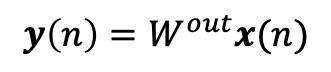 y(n) = W^{out}x(n)